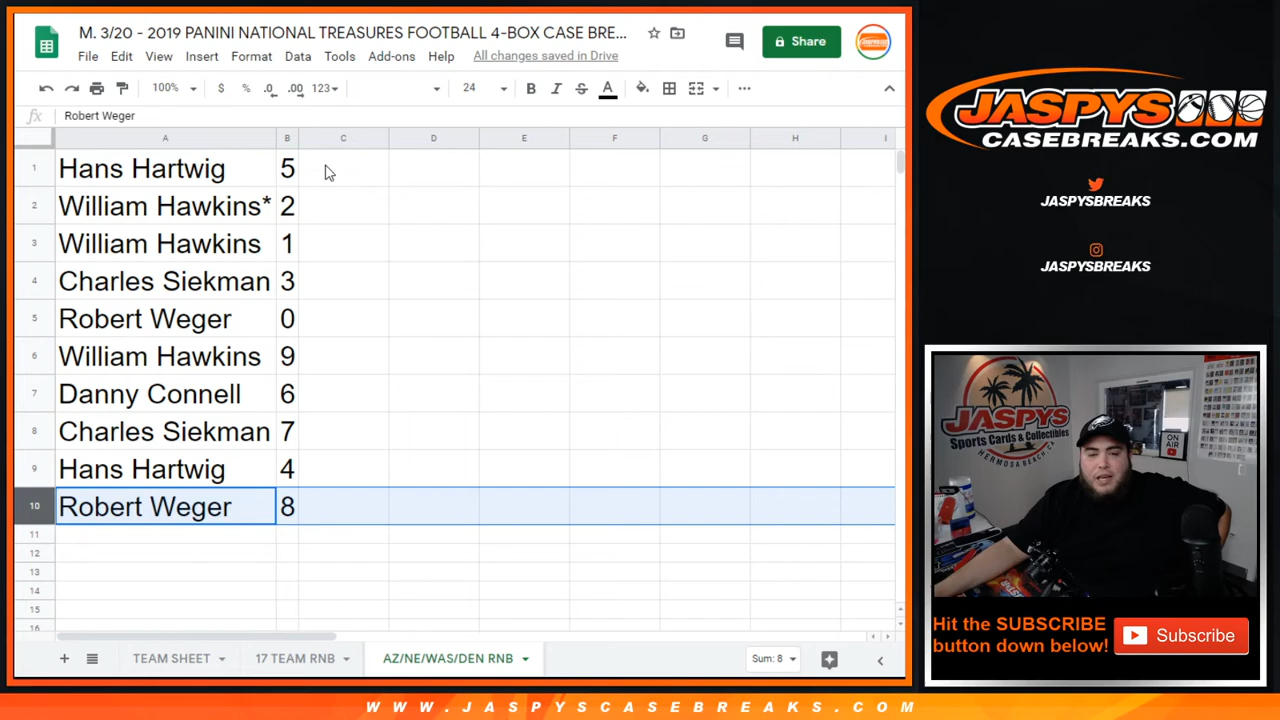 M. 3/20 - 2019 PANINI NATIONAL TREASURES FOOTBALL 4-BOX CASE BRE...
Share
File Edit View Insert Format Data Tools Add-ons Help All changes saved in Drive
100% $ % .0 .00 123 24 B I S A
fx Robert Weger
A B C D E F G H I
1 Hans Hartwig 5
2 William Hawkins* 2
3 William Hawkins 1
4 Charles Siekman 3
5 Robert Weger 0
6 William Hawkins 9
7 Danny Connell 6
8 Charles Siekman 7
9 Hans Hartwig 4
10 Robert Weger 8
11
12
13
14
15
16
TEAM SHEET 17 TEAM RNB AZ/NE/WAS/DEN RNB Sum: 8
JASPYS
CASEBREAKS.COM
JASPYSBREAKS
JASPYSBREAKS
JASPYS
Sports Cards & Collectibles
HERMOSA BEACH, CA
ON
AIR
Hit the SUBSCRIBE
button down below!
Subscribe
WWW.JASPYSCASEBREAKS.COM